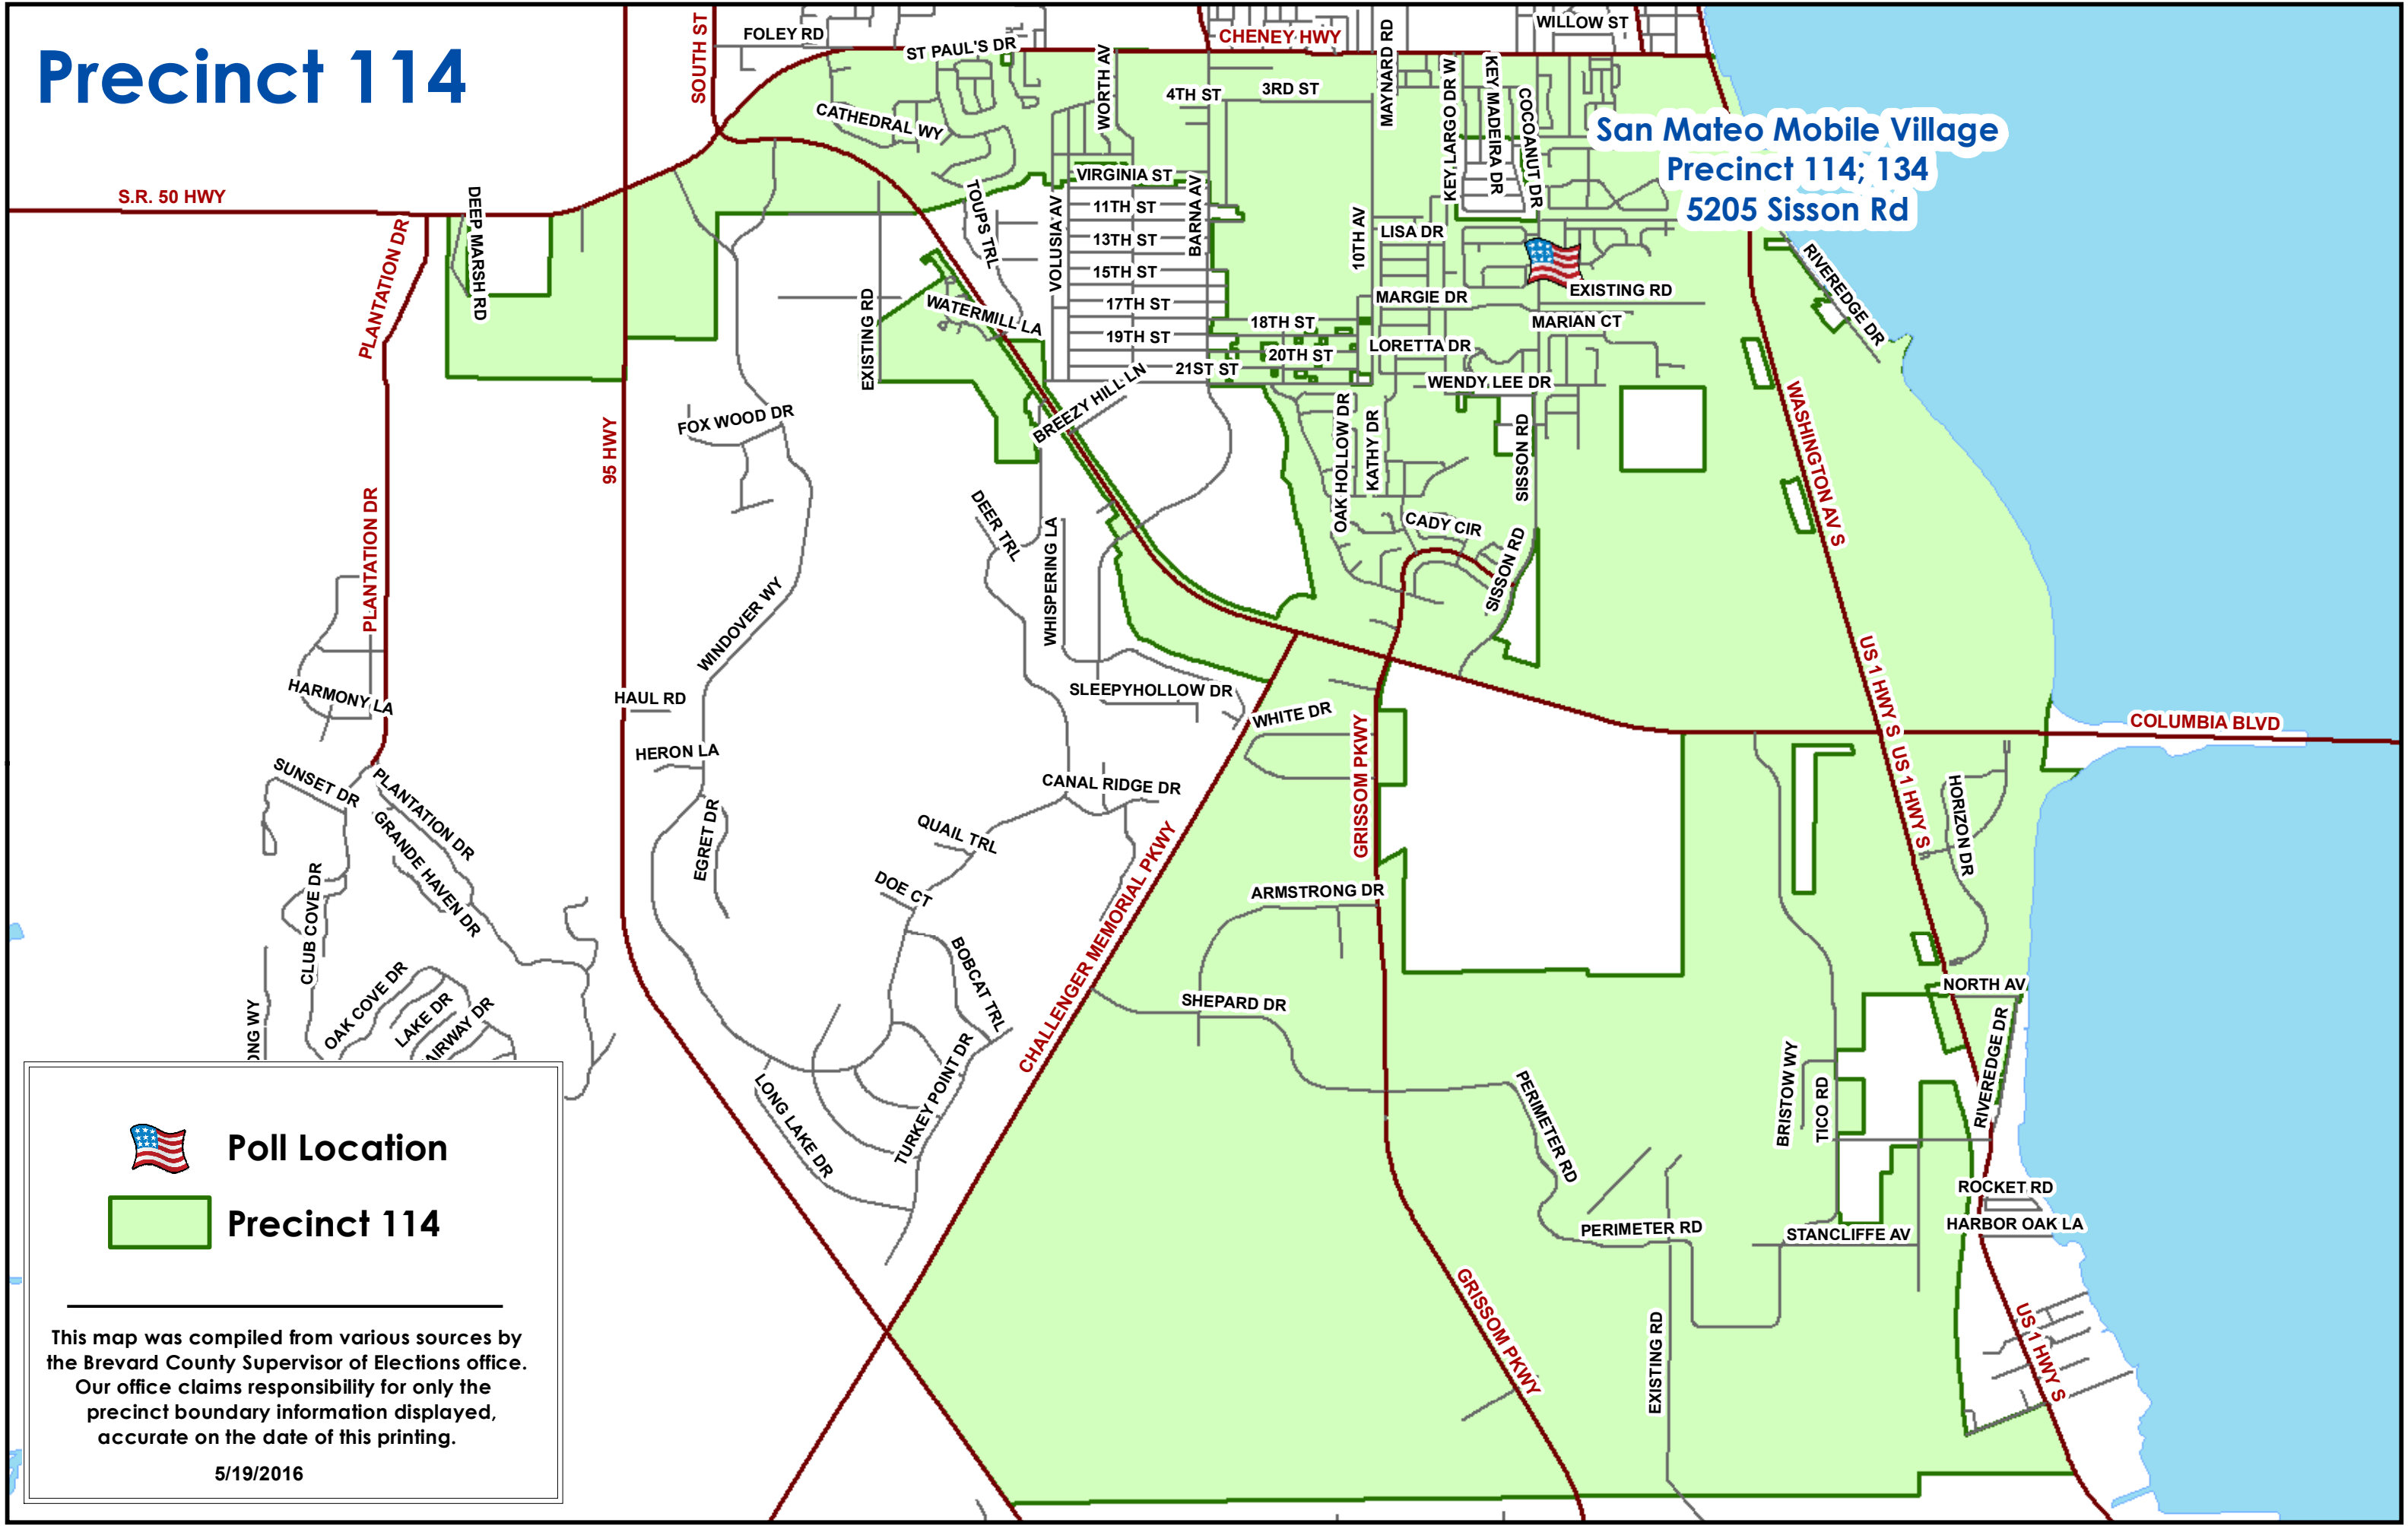 Precinct 114
SOUTH ST
FOLEY RD
ST PAUL'S DR
WORTH AV
CHENEY HWY
MAYNARD RD
WILLOW ST
4TH ST
3RD ST
KEY LARGO DR W
KEY MADEIRA DR
COCOANUT DR
CATHEDRAL WY
San Mateo Mobile Village
Precinct 114; 134
5205 Sisson Rd
S.R. 50 HWY
DEEP MARSH RD
PLANTATION DR
TOUPS TRL
VIRGINIA ST
VOLUSIA AV
BARNA AV
11TH ST
13TH ST
15TH ST
17TH ST
19TH ST
21ST ST
18TH ST
20TH ST
10TH AV
LISA DR
MARGIE DR
EXISTING RD
MARIAN CT
LORETTA DR
WENDY LEE DR
RIVEREDGE DR
EXISTING RD
WATERMILL LA
BREEZY HILL LN
95 HWY
FOX WOOD DR
OAK HOLLOW DR
KATHY DR
SISSON RD
WASHINGTON AV S
PLANTATION DR
DEER TRL
WHISPERING LA
CADY CIR
SISSON RD
WINDOVER WY
HARMONY LA
HAUL RD
SLEEPYHOLLOW DR
WHITE DR
US 1 HWY S
COLUMBIA BLVD
HERON LA
SUNSET DR
PLANTATION DR
GRANDE HAVEN DR
CANAL RIDGE DR
GRISSOM PKWY
US 1 HWY S
HORIZON DR
EGRET DR
QUAIL TRL
DOE CT
CHALLENGER MEMORIAL PKWY
ARMSTRONG DR
CLUB COVE DR
BOBCAT TRL
OAK COVE DR
LAKE DR
AIRWAY DR
ONG WY
SHEPARD DR
NORTH AV
RIVEREDGE DR
LONG LAKE DR
TURKEY POINT DR
PERIMETER RD
BRISTOW WY
TICO RD
ROCKET RD
HARBOR OAK LA
PERIMETER RD
STANCLIFFE AV
GRISSOM PKWY
EXISTING RD
US 1 HWY S
Poll Location
Precinct 114
This map was compiled from various sources by
the Brevard County Supervisor of Elections office.
Our office claims responsibility for only the
precinct boundary information displayed,
accurate on the date of this printing.
5/19/2016